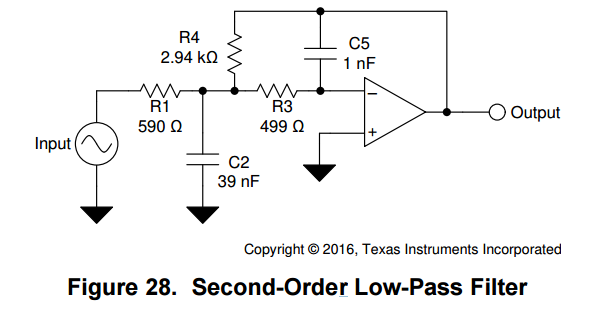 R4
2.94 kΩ
C5
1 nF
R1
590 Ω
R3
499 Ω
−
+
Output
Input
C2
39 nF
Copyright © 2016, Texas Instruments Incorporated
Figure 28. Second-Order Low-Pass Filter